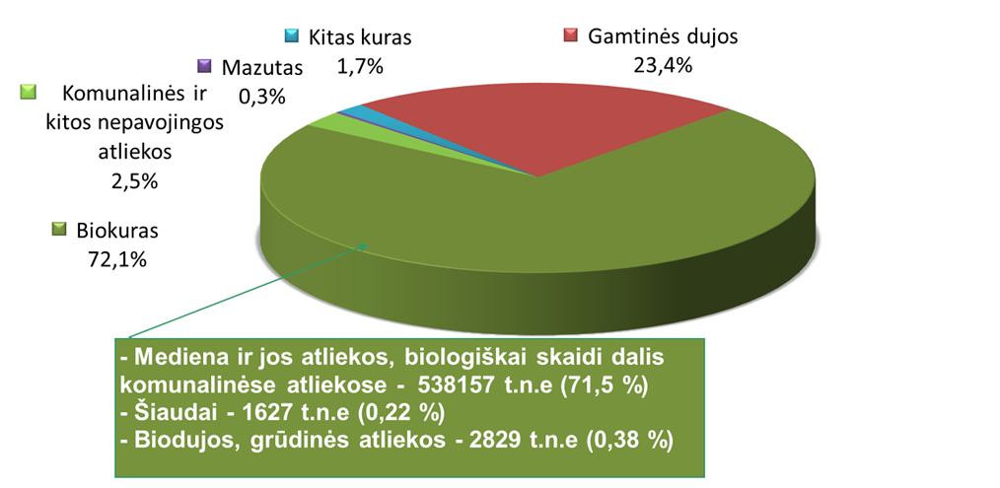 Kitas kuras
1,7%
Gamtinės dujos
23,4%
Mazutas
0,3%
Komunalinės ir
kitos nepavojingos
atliekos
2,5%
Biokuras
72,1%
- Mediena ir jos atliekos, biologiškai skaidi dalis
komunalinėse atliekose - 538157 t.n.e (71,5 %)
- Šiaudai - 1627 t.n.e (0,22 %)
- Biodujos, grūdinės atliekos - 2829 t.n.e (0,38 %)